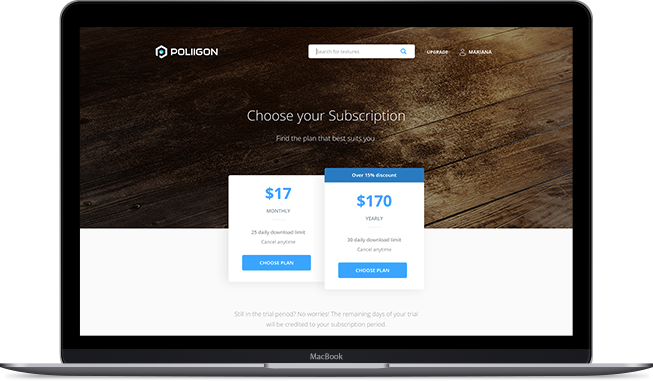 POLIIGON
Search for textures
UPGRADE
MARIANA
Choose your Subscription
Find the plan that best suits you
$17
MONTHLY
25 daily download limit
Cancel anytime
CHOOSE PLAN
Over 15% discount
$170
YEARLY
30 daily download limit
Cancel anytime
CHOOSE PLAN
Still in the trial period? No worries! The remaining days of your trial
will be credited to your subscription period.
MacBook